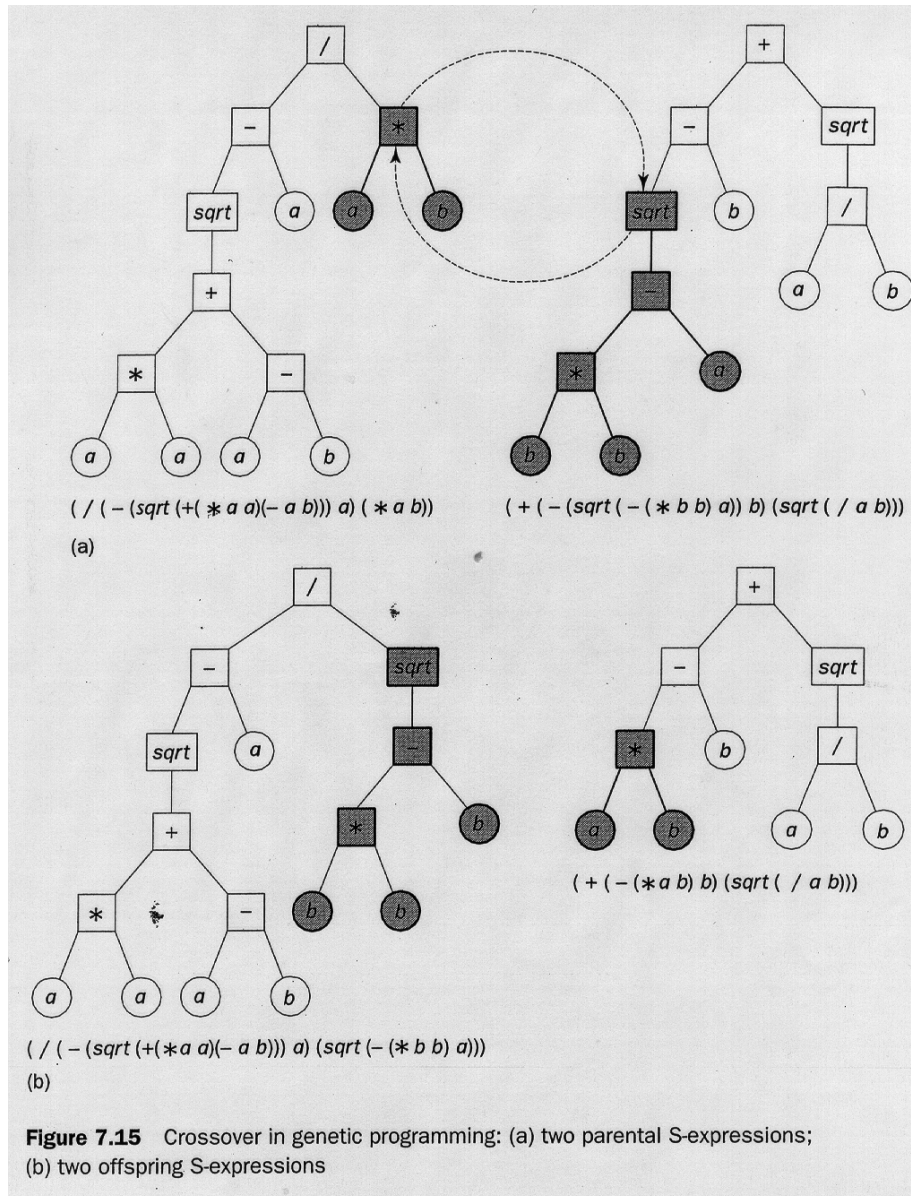 / +
− * − sqrt
sqrt a a b sqrt b /
+ − a b
* − * a
a a a b b b
( / ( − (sqrt (+( * a a)(− a b))) a) ( * a b))
( + ( − (sqrt ( − ( * b b) a)) b) (sqrt ( / a b)))
(a)
/ +
− sqrt − sqrt
sqrt a − * b /
+ * b a b a b
( + ( − (*a b) b) (sqrt ( / a b)))
* − b b
a a a b
( / ( − (sqrt (+(*a a)(− a b))) a) (sqrt (− (* b b) a)))
(b)
Figure 7.15 Crossover in genetic programming: (a) two parental S-expressions;
(b) two offspring S-expressions